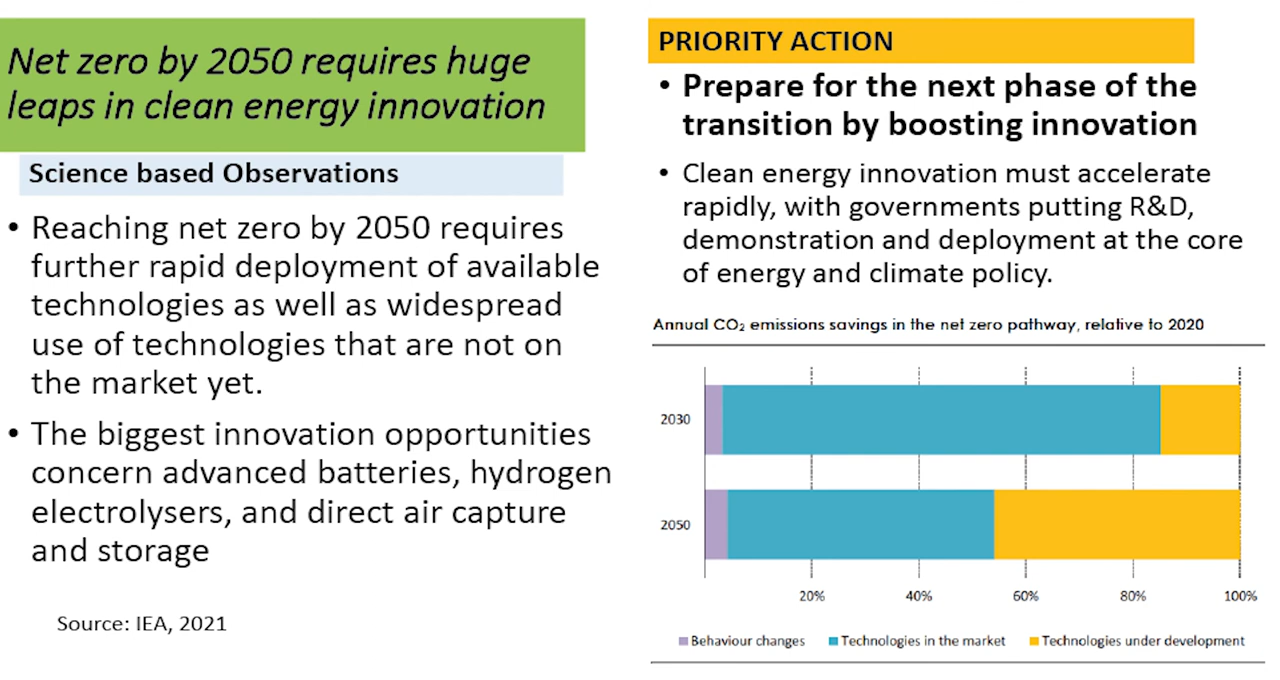 Net zero by 2050 requires huge
leaps in clean energy innovation
Science based Observations
• Reaching net zero by 2050 requires
further rapid deployment of available
technologies as well as widespread
use of technologies that are not on
the market yet.
• The biggest innovation opportunities
concern advanced batteries, hydrogen
electrolysers, and direct air capture
and storage
Source: IEA, 2021
PRIORITY ACTION
• Prepare for the next phase of the
transition by boosting innovation
• Clean energy innovation must accelerate
rapidly, with governments putting R&D,
demonstration and deployment at the core
of energy and climate policy.
Annual CO₂ emissions savings in the net zero pathway, relative to 2020
2030
2050
20% 40% 60% 80% 100%
Behaviour changes Technologies in the market Technologies under development